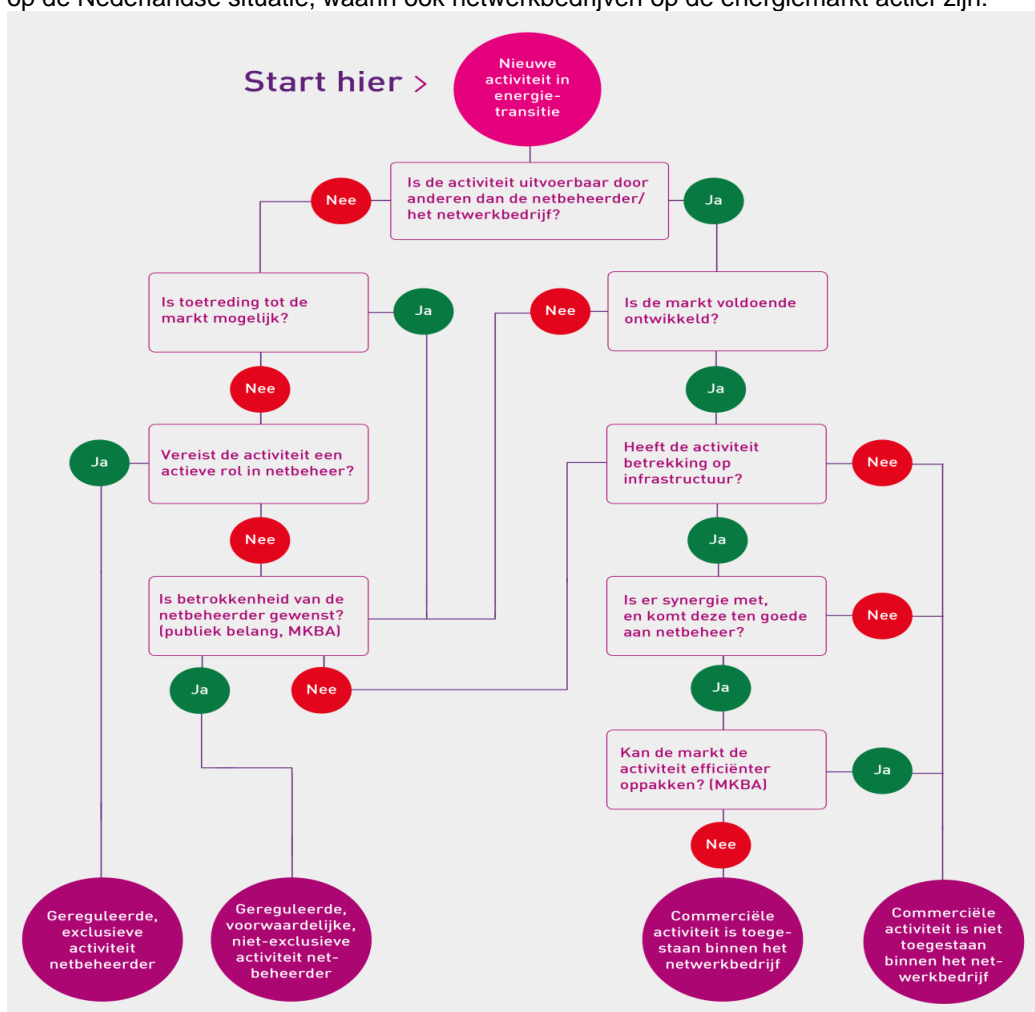 op de Nederlandse situatie, waarin ook netwerkbedrijven op de energiemarkt actief zijn.
Start hier >
Nieuwe
activiteit in
energie-
transitie
Is de activiteit uitvoerbaar door
anderen dan de netbeheerder/
het netwerkbedrijf?
Nee
Ja
Is toetreding tot de
markt mogelijk?
Ja
Nee
Is de markt voldoende
ontwikkeld?
Nee
Ja
Vereist de activiteit een
actieve rol in netbeheer?
Ja
Heeft de activiteit
betrekking op
infrastructuur?
Nee
Nee
Ja
Is betrokkenheid van de
netbeheerder gewenst?
(publiek belang, MKBA)
Is er synergie met,
en komt deze ten goede
aan netbeheer?
Nee
Ja
Nee
Ja
Kan de markt de
activiteit efficiënter
oppakken? (MKBA)
Ja
Nee
Gereguleerde,
exclusieve
activiteit
netbeheerder
Gereguleerde,
voorwaardelijke,
niet-exclusieve
activiteit net-
beheerder
Commerciële
activiteit is toege-
staan binnen het
netwerkbedrijf
Commerciële
activiteit is niet
toegestaan
binnen het net-
werkbedrijf